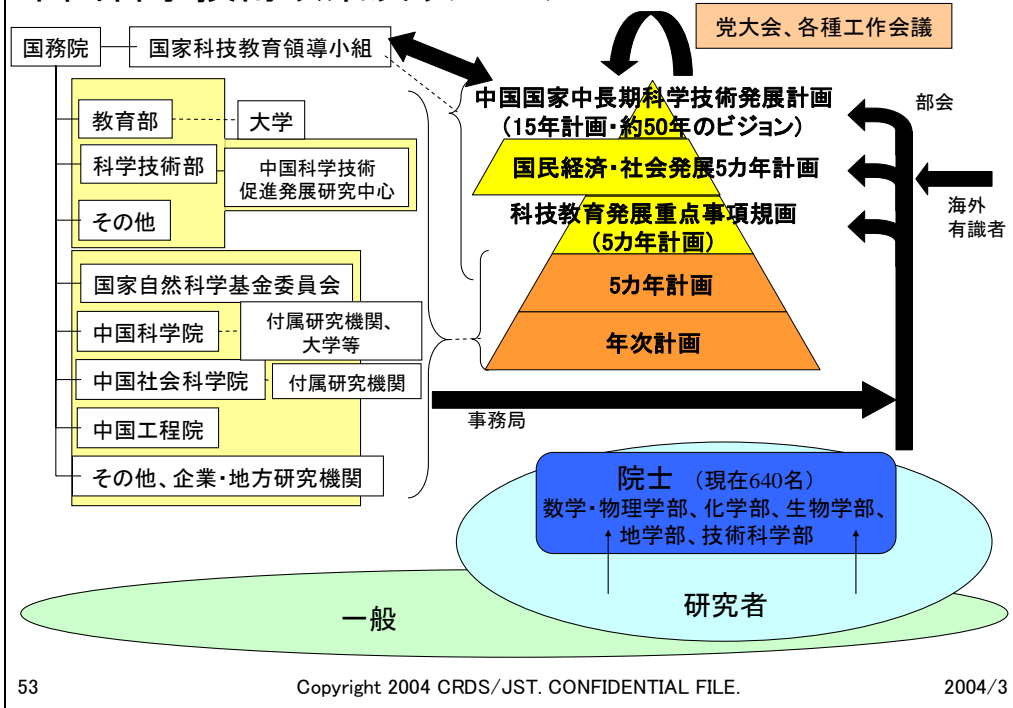 党大会、各種工作会議
国務院
国家科技教育領導小組
教育部
大学
科学技術部
中国科学技術
促進発展研究中心
その他
国家自然科学基金委員会
中国科学院
付属研究機関、
大学等
中国社会科学院
付属研究機関
中国工程院
その他、企業・地方研究機関
中国国家中長期科学技術発展計画
(15年計画・約50年のビジョン)
国民経済・社会発展5カ年計画
科技教育発展重点事項規画
(5カ年計画)
5カ年計画
年次計画
部会
海外
有識者
事務局
院士 (現在640名)
数学・物理学部、化学部、生物学部、
地学部、技術科学部
研究者
一般
53
Copyright 2004 CRDS/JST. CONFIDENTIAL FILE.
2004/3